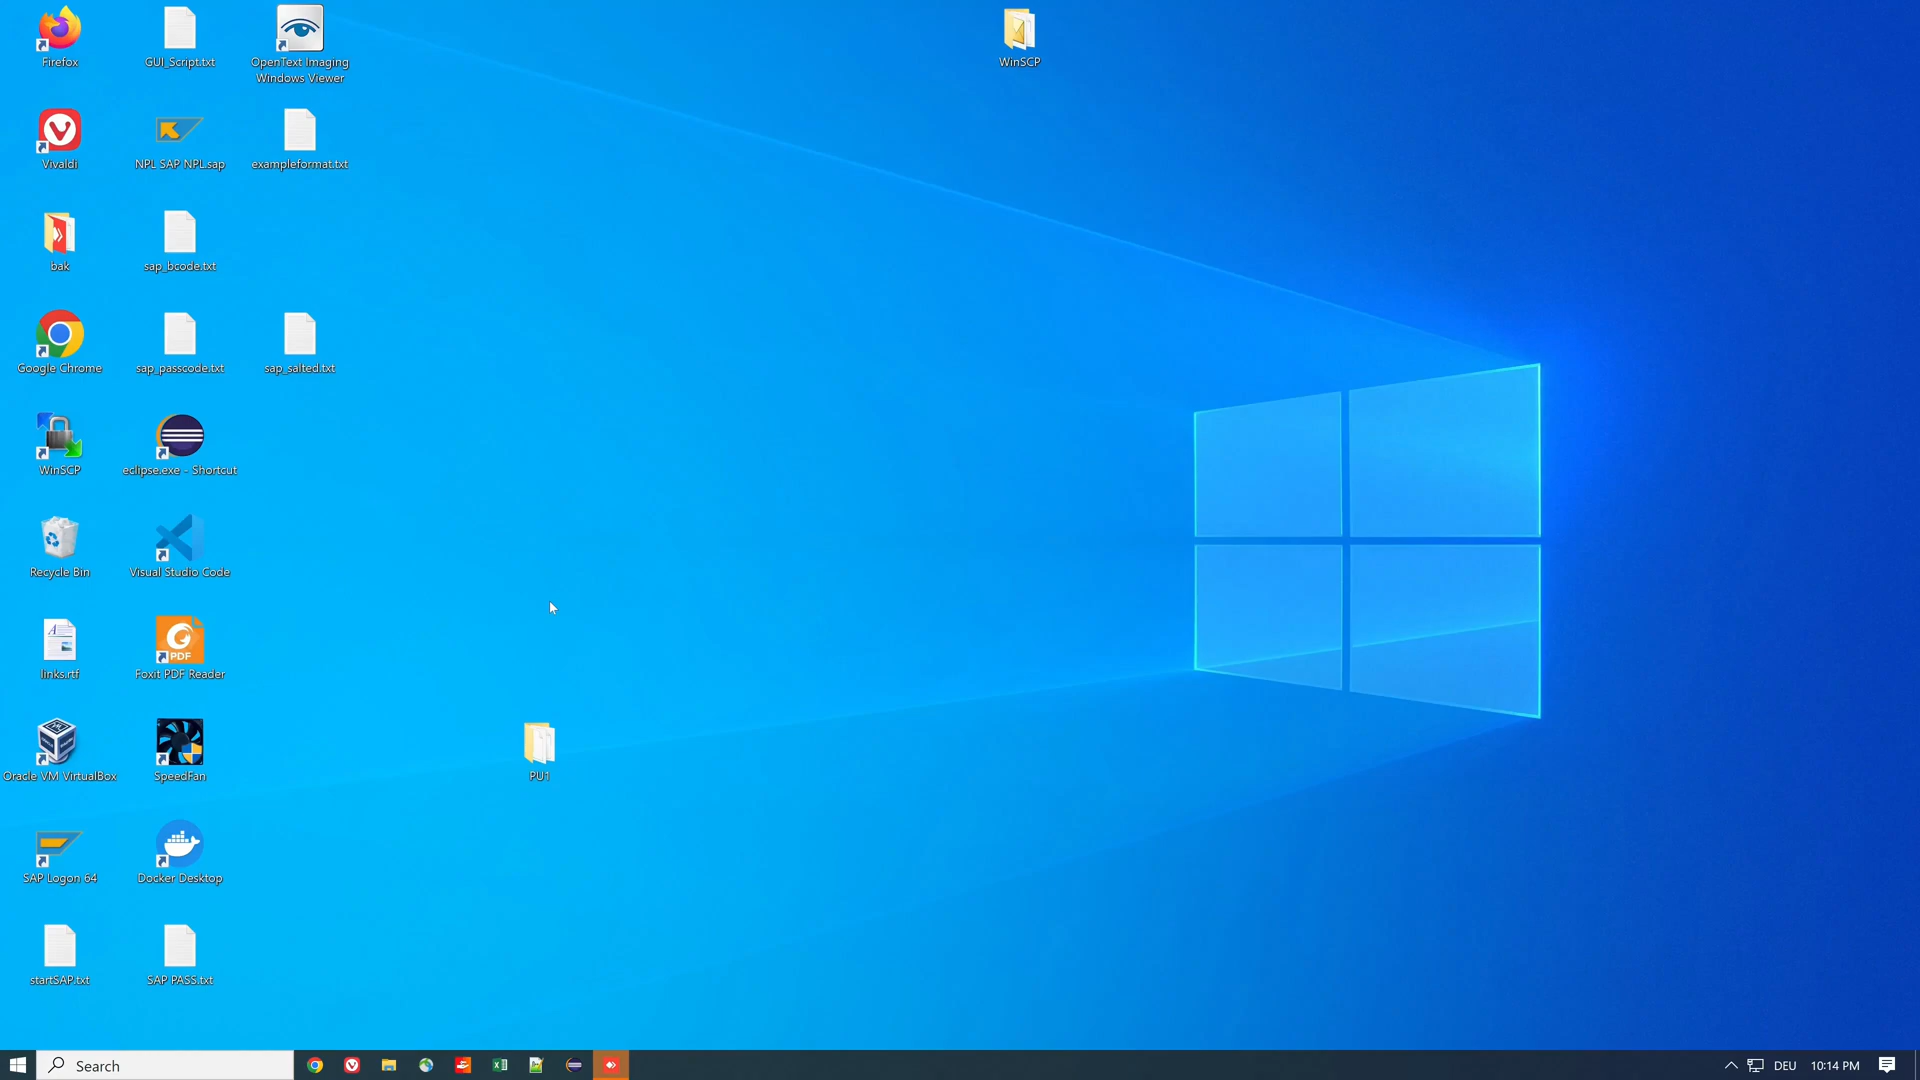 Firefox
GUI_Script.txt
OpenText Imaging
Windows Viewer
WinSCP
Vivaldi
NPL SAP NPL.sap
exampleformat.txt
bak
sap_bcode.txt
Google Chrome
sap_passcode.txt
sap_salted.txt
WinSCP
eclipse.exe - Shortcut
Recycle Bin
Visual Studio Code
links.rtf
PDF
Foxit PDF Reader
Oracle VM VirtualBox
SpeedFan
PU1
SAP Logon 64
Docker Desktop
startSAP.txt
SAP PASS.txt
Search
DEU
10:14 PM